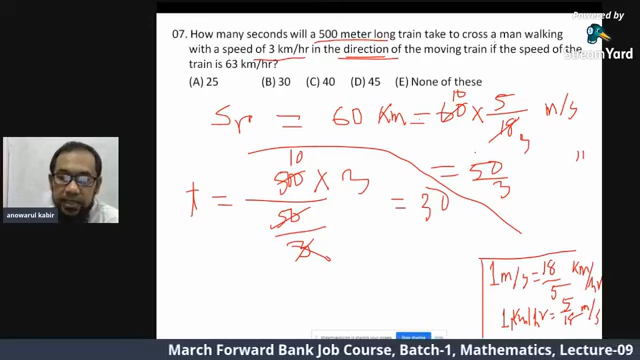 Powered by
StreamYard
07. How many seconds will a 500 meter long train take to cross a man walking
with a speed of 3 km/hr in the direction of the moving train if the speed of the
train is 63 km/hr?
(A) 25 (B) 30 (C) 40 (D) 45 (E) None of these
Sr = 60 Km = 60 10 × 5/18 3 m/s
= 50/3 "
t = 500 10 × 3 / 50/3 = 30
1 m/s = 18/5 Km/hr
1 Km/hr = 5/18 m/s
anowarul kabir
March Forward Bank Job Course, Batch-1, Mathematics, Lecture-09